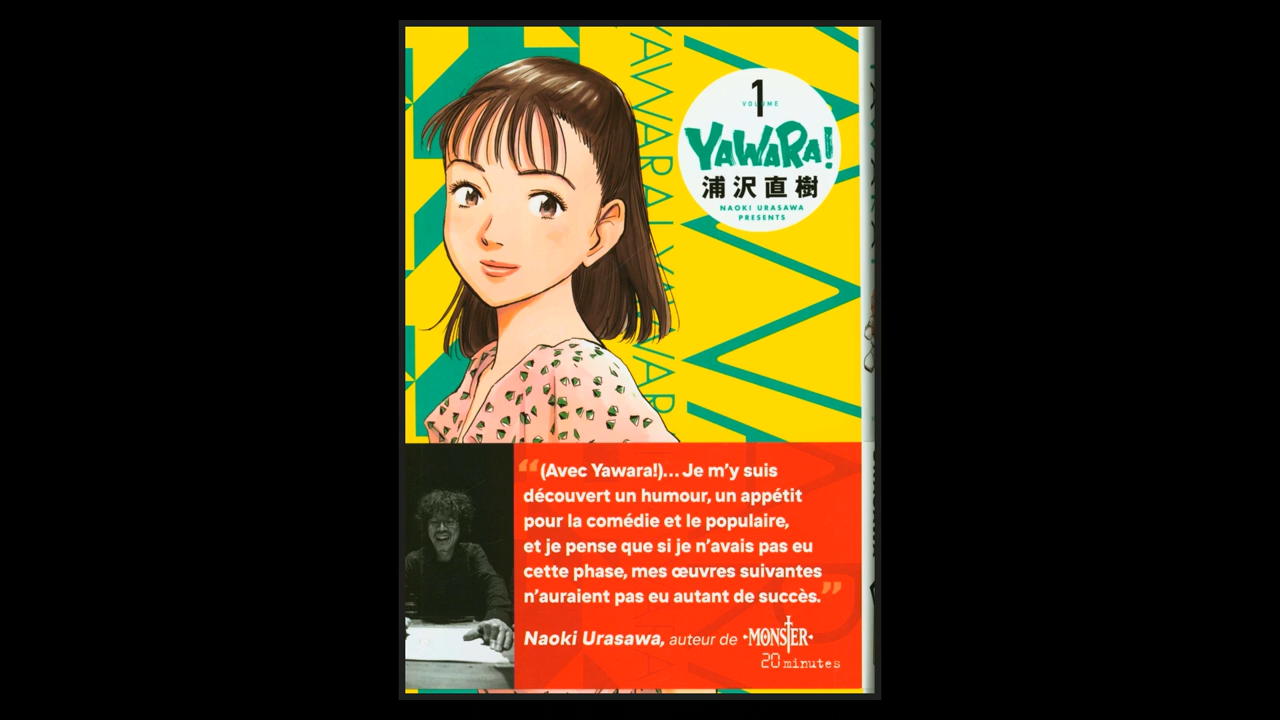 1
VOLUME
YAWARA!
浦沢直樹
NAOKI URASAWA
PRESENTS
YAWARA! YAWAR
“(Avec Yawara!)... Je m’y suis
découvert un humour, un appétit
pour la comédie et le populaire,
et je pense que si je n’avais pas eu
cette phase, mes œuvres suivantes
n’auraient pas eu autant de succès.”
Naoki Urasawa, auteur de MONSTER
20 minutes